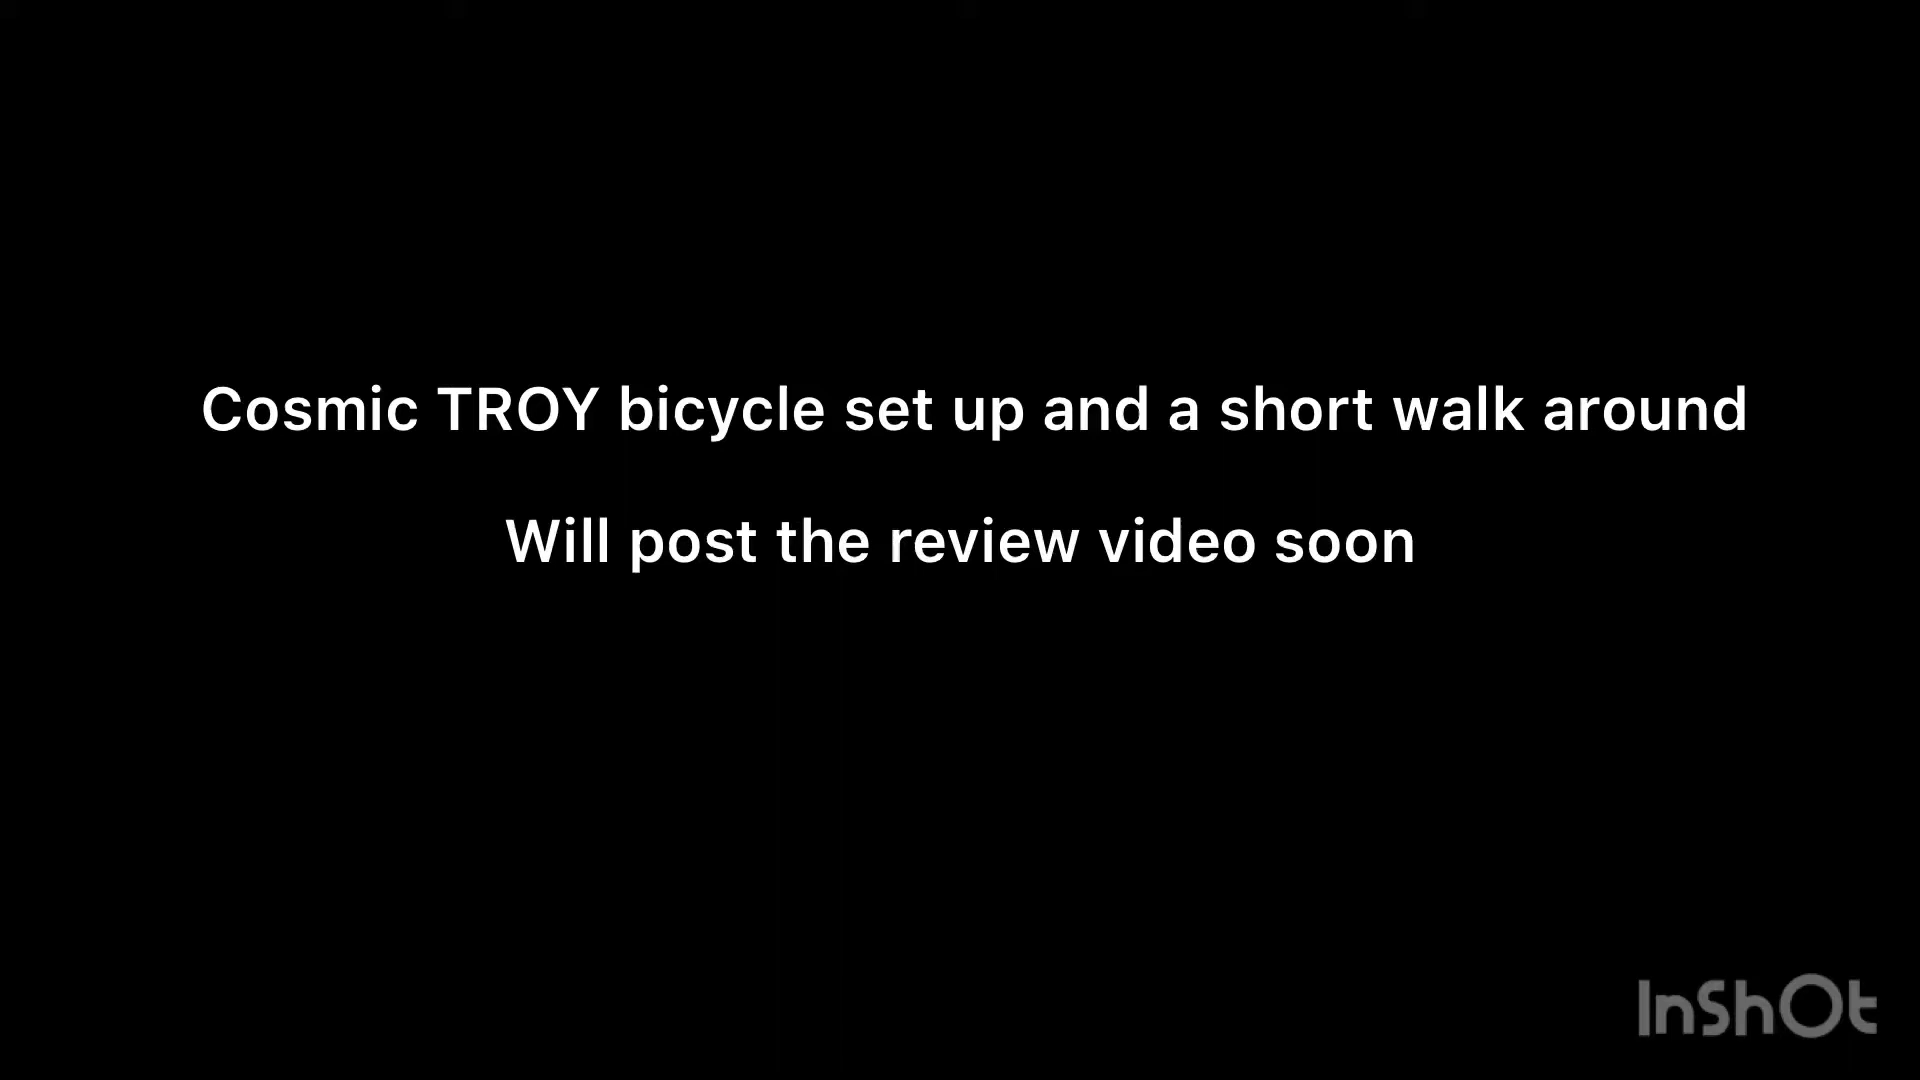 Cosmic TROY bicycle set up and a short walk around
Will post the review video soon
InShOt